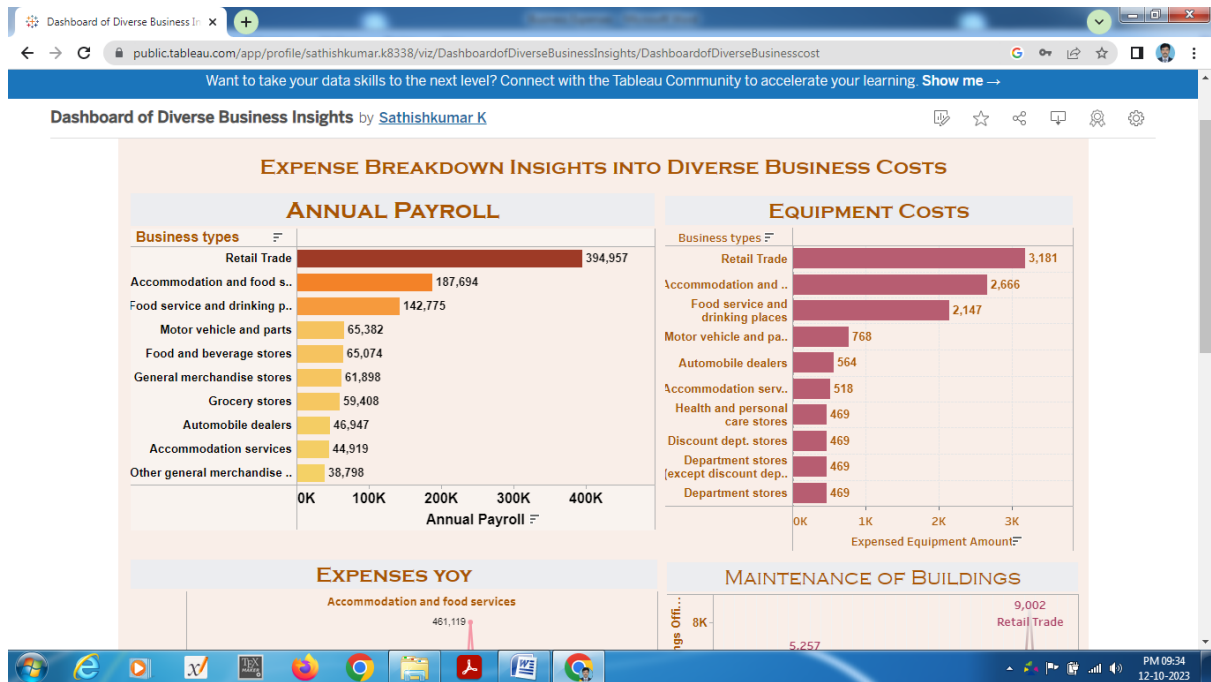 Dashboard of Diverse Business In
public.tableau.com/app/profile/sathishkumar.k8338/viz/DashboardofDiverseBusinessInsights/DashboardofDiverseBusinesscost
Want to take your data skills to the next level? Connect with the Tableau Community to accelerate your learning. Show me →
Dashboard of Diverse Business Insights by Sathishkumar K
EXPENSE BREAKDOWN INSIGHTS INTO DIVERSE BUSINESS COSTS
ANNUAL PAYROLL
Business types
Retail Trade 394,957
Accommodation and food s.. 187,694
Food service and drinking p.. 142,775
Motor vehicle and parts 65,382
Food and beverage stores 65,074
General merchandise stores 61,898
Grocery stores 59,408
Automobile dealers 46,947
Accommodation services 44,919
Other general merchandise .. 38,798
0K 100K 200K 300K 400K
Annual Payroll
EQUIPMENT COSTS
Business types
Retail Trade 3,181
Accommodation and .. 2,666
Food service and
drinking places 2,147
Motor vehicle and pa.. 768
Automobile dealers 564
Accommodation serv.. 518
Health and personal
care stores 469
Discount dept. stores 469
Department stores
(except discount dep.. 469
Department stores 469
0K 1K 2K 3K
Expensed Equipment Amount
EXPENSES YOY
Accommodation and food services
461,119
MAINTENANCE OF BUILDINGS
ngs Offi...
8K
9,002
Retail Trade
5,257
PM 09:34
12-10-2023